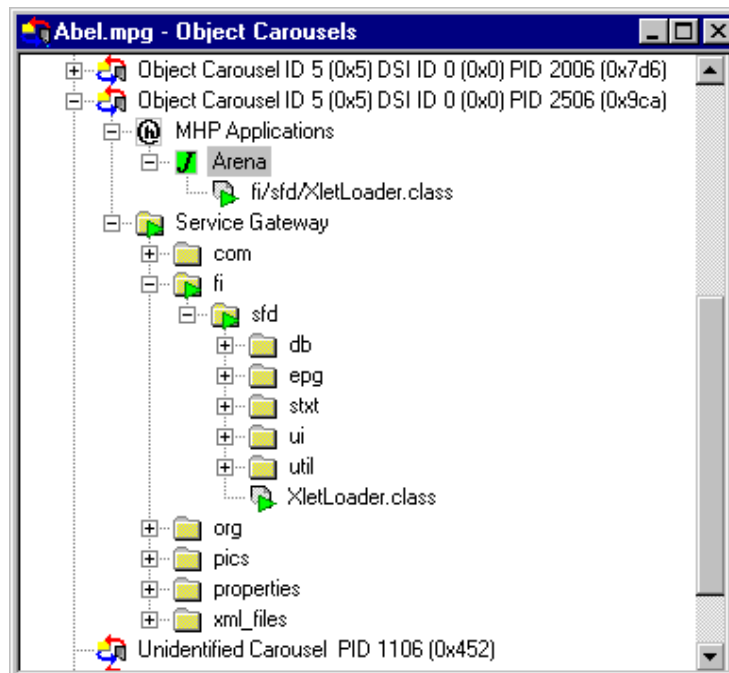 Abel.mpg - Object Carousels
Object Carousel ID 5 (0x5) DSI ID 0 (0x0) PID 2006 (0x7d6)
Object Carousel ID 5 (0x5) DSI ID 0 (0x0) PID 2506 (0x9ca)
MHP Applications
Arena
fi/sfd/XletLoader.class
Service Gateway
com
fi
sfd
db
epg
stxt
ui
util
XletLoader.class
org
pics
properties
xml_files
Unidentified Carousel PID 1106 (0x452)